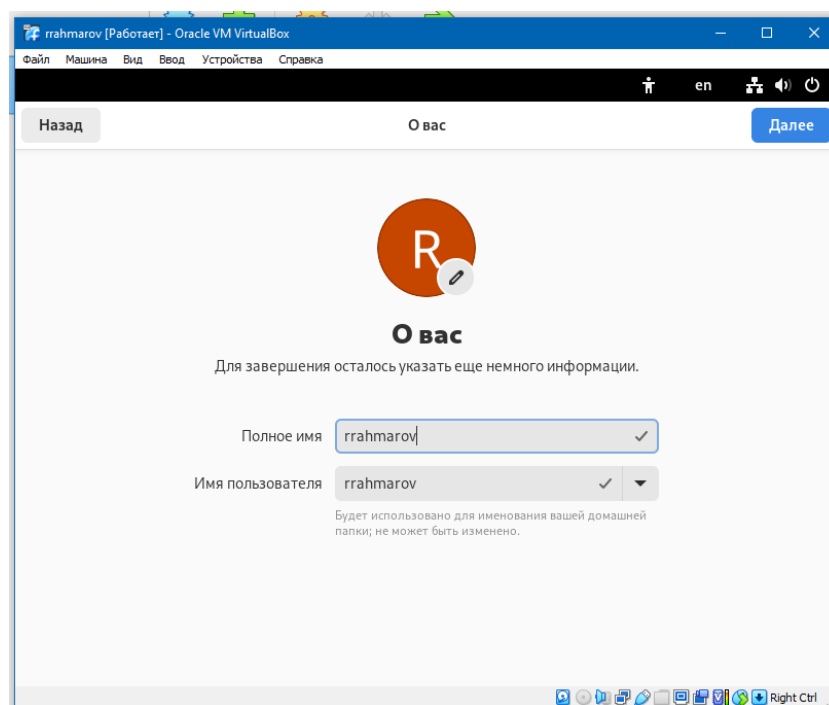 rrahmarov [Работает] - Oracle VM VirtualBox
Файл Машина Вид Ввод Устройства Справка
en
Назад О вас Далее
R
О вас
Для завершения осталось указать еще немного информации.
Полное имя rrahmarov
Имя пользователя rrahmarov
Будет использовано для именования вашей домашней
папки; не может быть изменено.
Right Ctrl